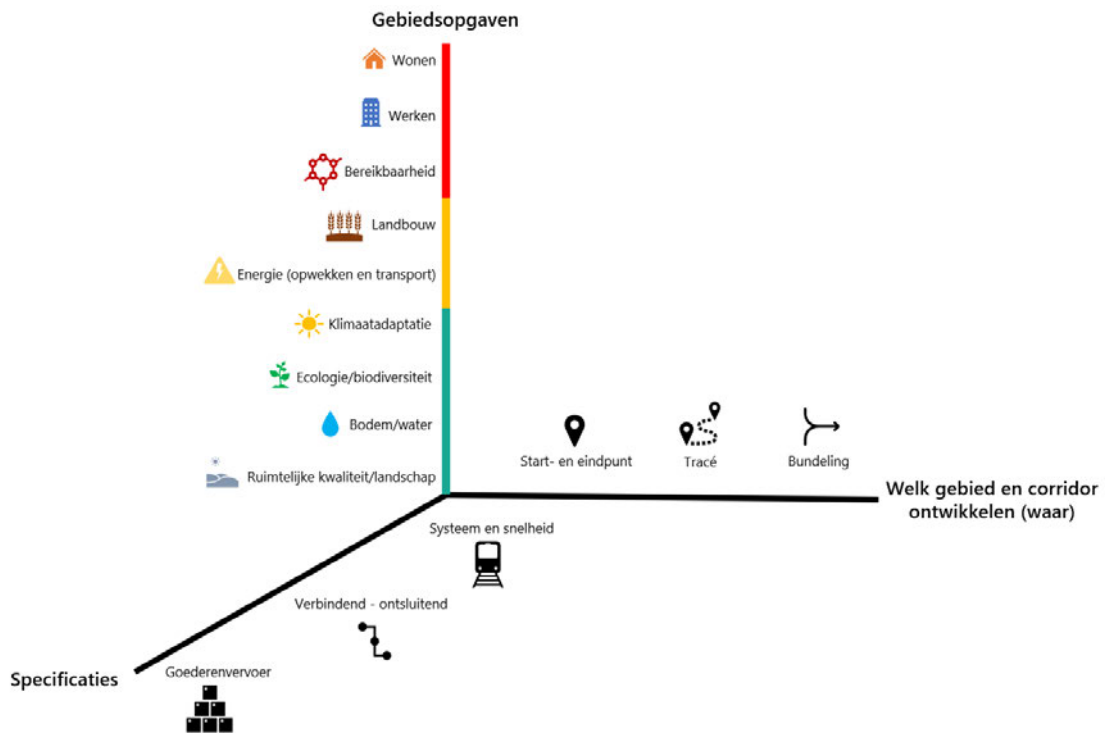 Gebiedsopgaven
Wonen
Werken
Bereikbaarheid
Landbouw
Energie (opwekken en transport)
Klimaatadaptatie
Ecologie/biodiversiteit
Bodem/water
Ruimtelijke kwaliteit/landschap
Start- en eindpunt
Tracé
Bundeling
Welk gebied en corridor
ontwikkelen (waar)
Systeem en snelheid
Verbindend - ontsluitend
Goederenvervoer
Specificaties